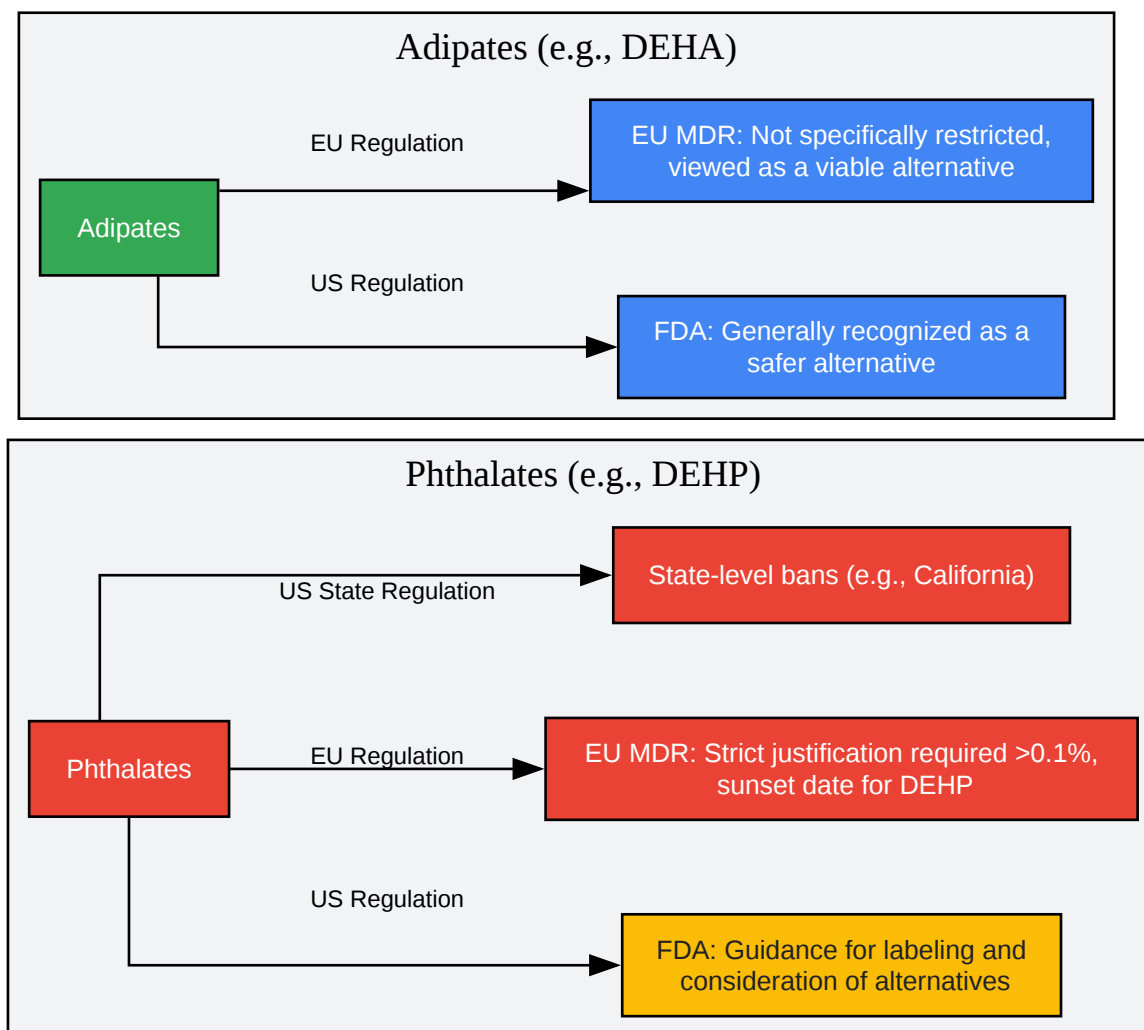 Adipates (e.g., DEHA)
EU Regulation
EU MDR: Not specifically restricted,
viewed as a viable alternative
Adipates
US Regulation
FDA: Generally recognized as a
safer alternative
Phthalates (e.g., DEHP)
State-level bans (e.g., California)
US State Regulation
Phthalates
EU Regulation
EU MDR: Strict justification required >0.1%,
sunset date for DEHP
US Regulation
FDA: Guidance for labeling and
consideration of alternatives